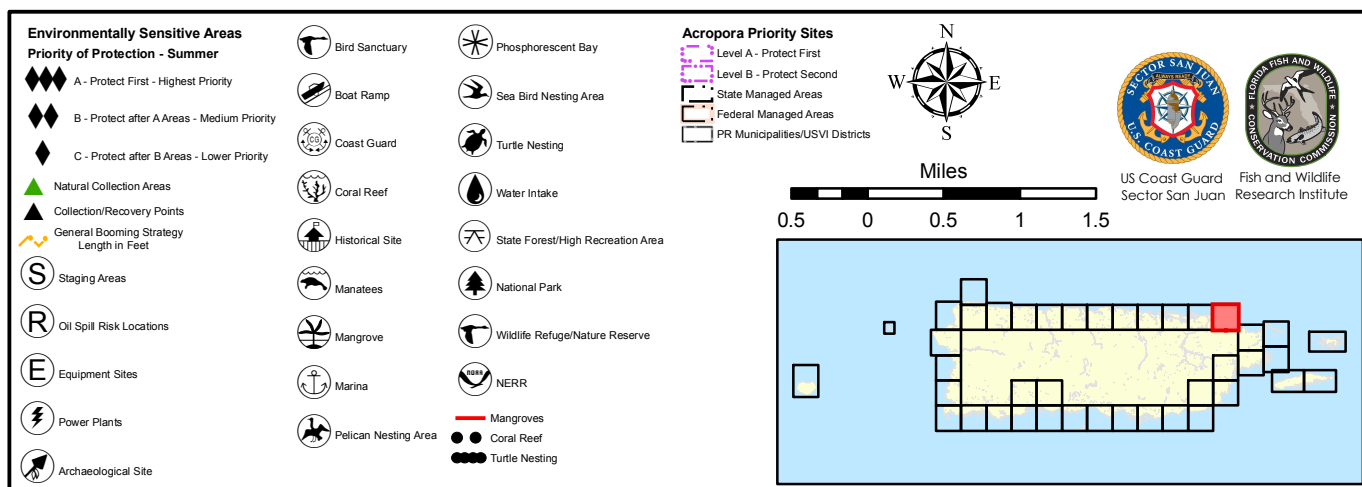 Environmentally Sensitive Areas
Priority of Protection - Summer
A - Protect First - Highest Priority
B - Protect after A Areas - Medium Priority
C - Protect after B Areas - Lower Priority
Natural Collection Areas
Collection/Recovery Points
General Booming Strategy
Length in Feet
S
Staging Areas
R
Oil Spill Risk Locations
E
Equipment Sites
Power Plants
Archaeological Site
Bird Sanctuary
Boat Ramp
CG
Coast Guard
Coral Reef
Historical Site
Manatees
Mangrove
Marina
Pelican Nesting Area
Phosphorescent Bay
Sea Bird Nesting Area
Turtle Nesting
Water Intake
State Forest/High Recreation Area
National Park
Wildlife Refuge/Nature Reserve
NERR
Mangroves
Coral Reef
Turtle Nesting
Acropora Priority Sites
Level A - Protect First
Level B - Protect Second
State Managed Areas
Federal Managed Areas
PR Municipalities/USVI Districts
N
W
E
S
Miles
0.5 0 0.5 1 1.5
SECTOR SAN JUAN
ALWAYS READY
U.S. COAST GUARD
US Coast Guard
Sector San Juan
FLORIDA FISH AND WILDLIFE
CONSERVATION COMMISSION
Fish and Wildlife
Research Institute